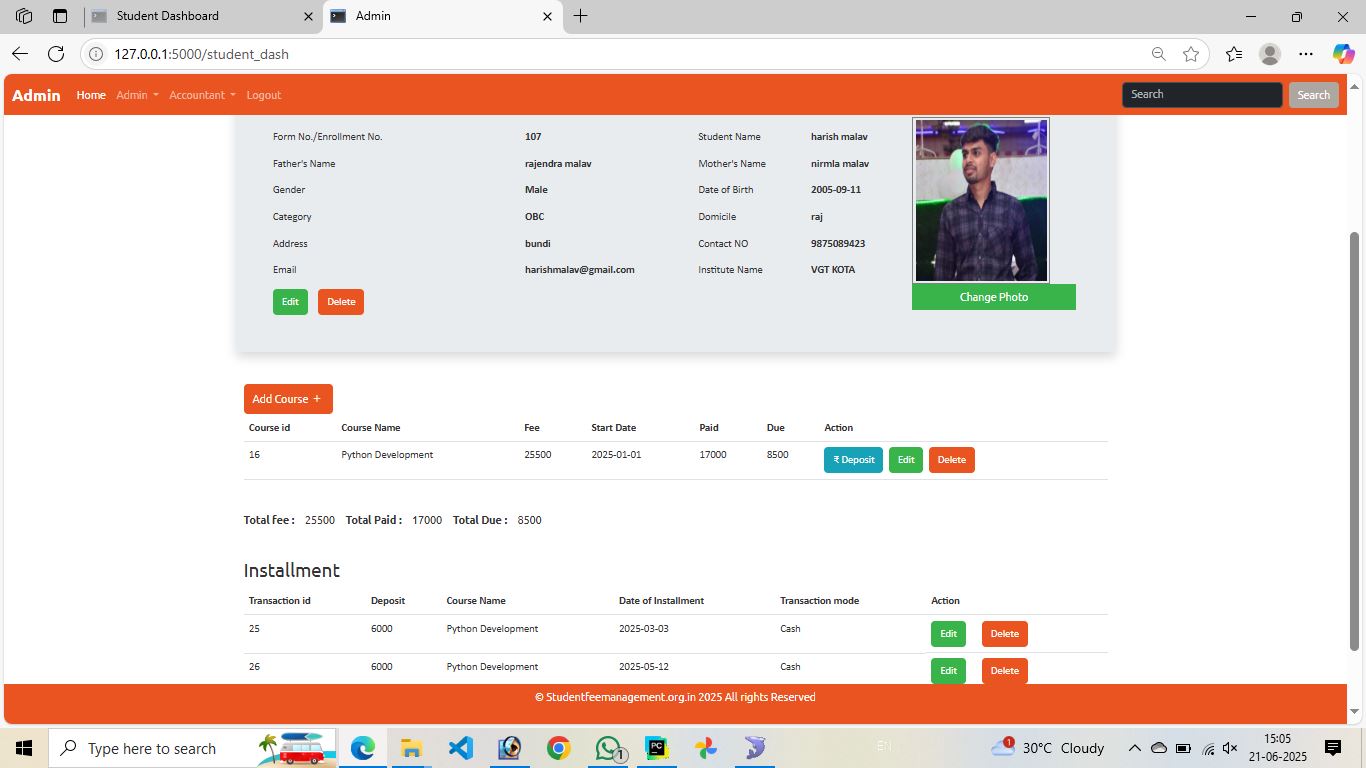 Student Dashboard
Admin
127.0.0.1:5000/student_dash
Admin Home Admin Accountant Logout Search Search
Form No./Enrollment No. 107 Student Name harish malav
Father's Name rajendra malav Mother's Name nirmla malav
Gender Male Date of Birth 2005-09-11
Category OBC Domicile raj
Address bundi Contact NO 9875089423
Email harishmalav@gmail.com Institute Name VGT KOTA
Edit Delete Change Photo
Add Course +
Course id Course Name Fee Start Date Paid Due Action
16 Python Development 25500 2025-01-01 17000 8500 ₹ Deposit Edit Delete
Total fee : 25500 Total Paid : 17000 Total Due : 8500
Installment
Transaction id Deposit Course Name Date of Installment Transaction mode Action
25 6000 Python Development 2025-03-03 Cash Edit Delete
26 6000 Python Development 2025-05-12 Cash Edit Delete
© Studentfeemanagement.org.in 2025 All rights Reserved
Type here to search PC 1 EN 1 30°C Cloudy 15:05
21-06-2025